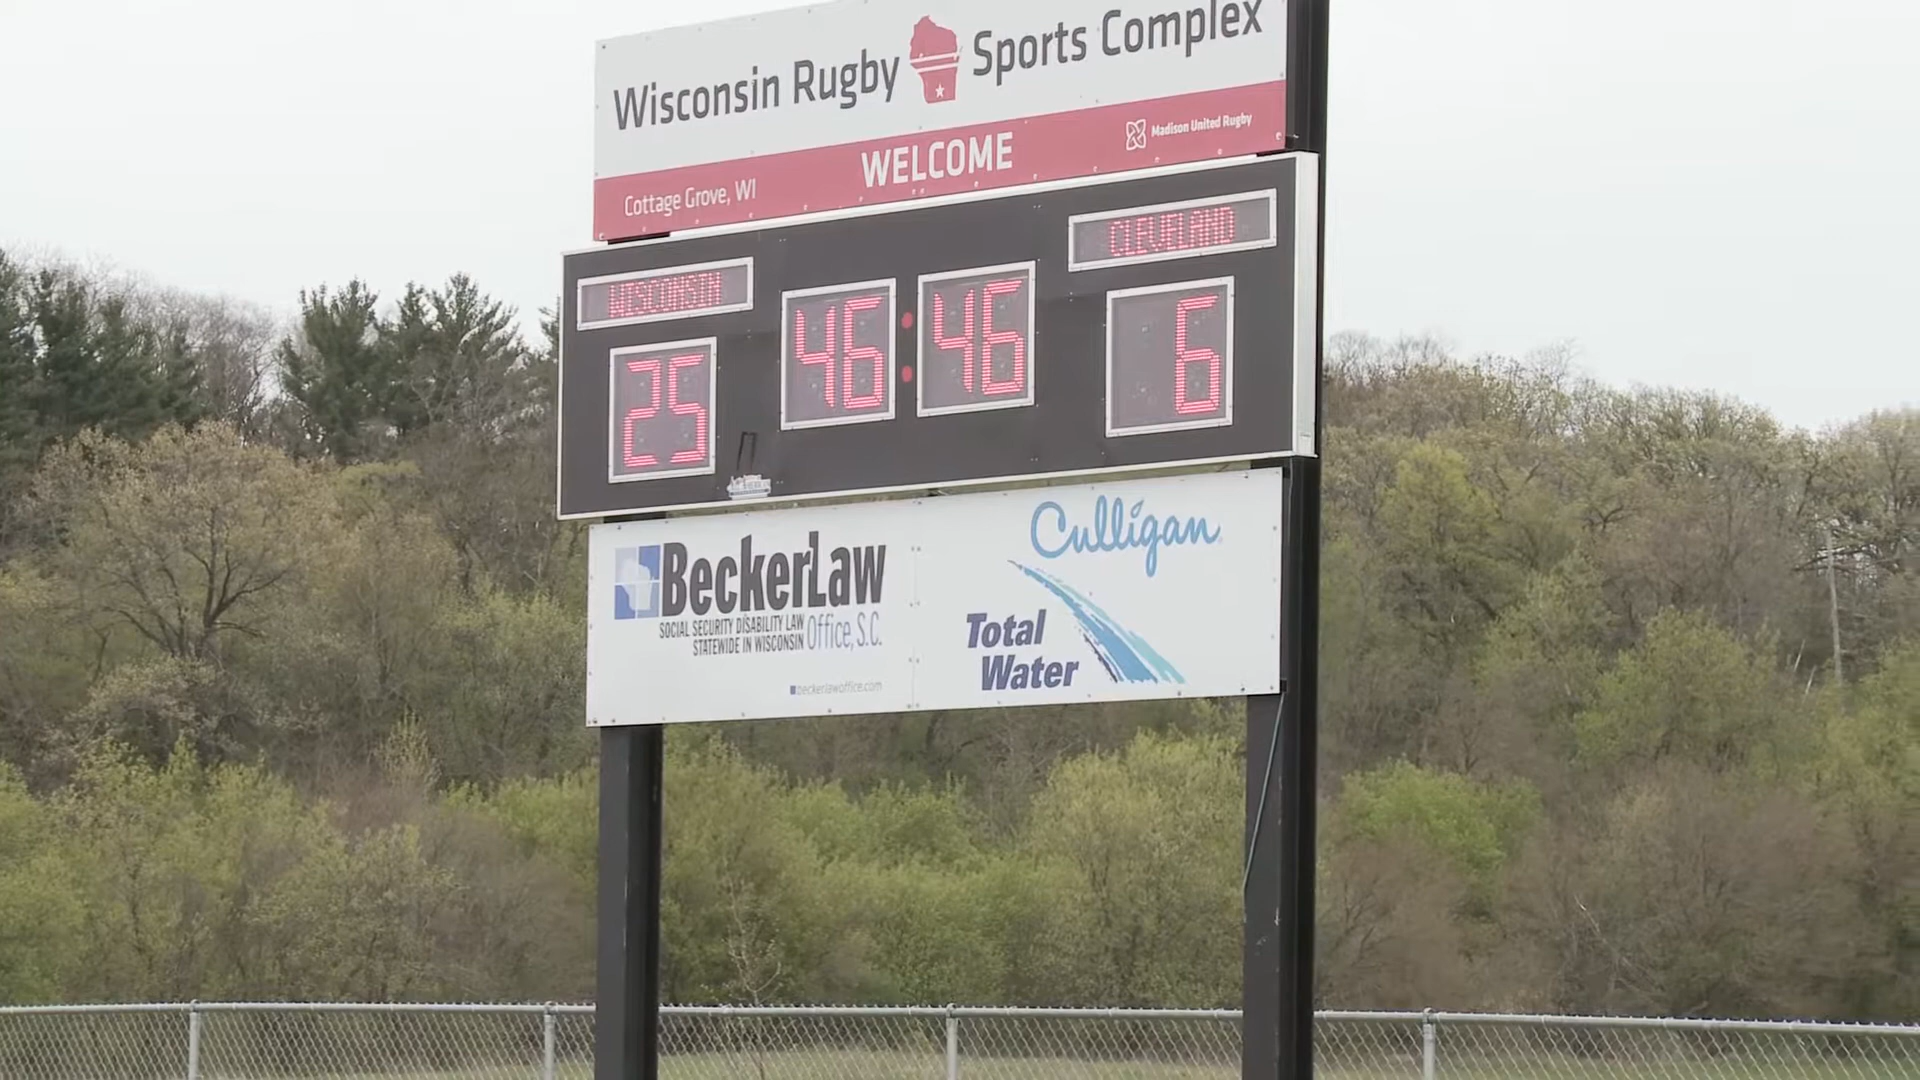 Wisconsin Rugby Sports Complex
WELCOME
Madison United Rugby
Cottage Grove, WI
WISCONSIN
CLEVELAND
25
46:46
6
BeckerLaw
SOCIAL SECURITY DISABILITY LAW
STATEWIDE IN WISCONSIN
Office, S.C.
beckerlawoffice.com
Culligan
Total
Water